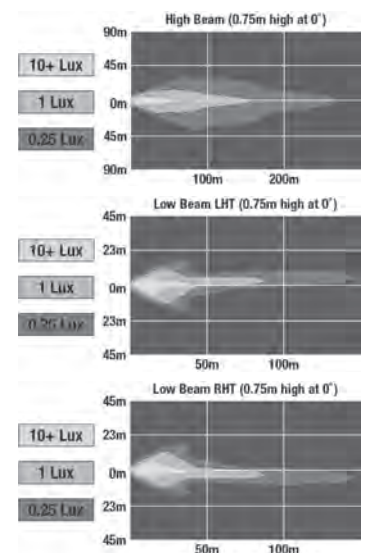 High Beam (0.75m high at 0˚)
90m
10+ Lux
45m
1 Lux
0m
0.25 Lux
45m
90m
100m 200m
Low Beam LHT (0.75m high at 0˚)
45m
10+ Lux
23m
1 Lux
0m
0.25 Lux
23m
45m
50m 100m
Low Beam RHT (0.75m high at 0˚)
45m
10+ Lux
23m
1 Lux
0m
0.25 Lux
23m
45m
50m 100m